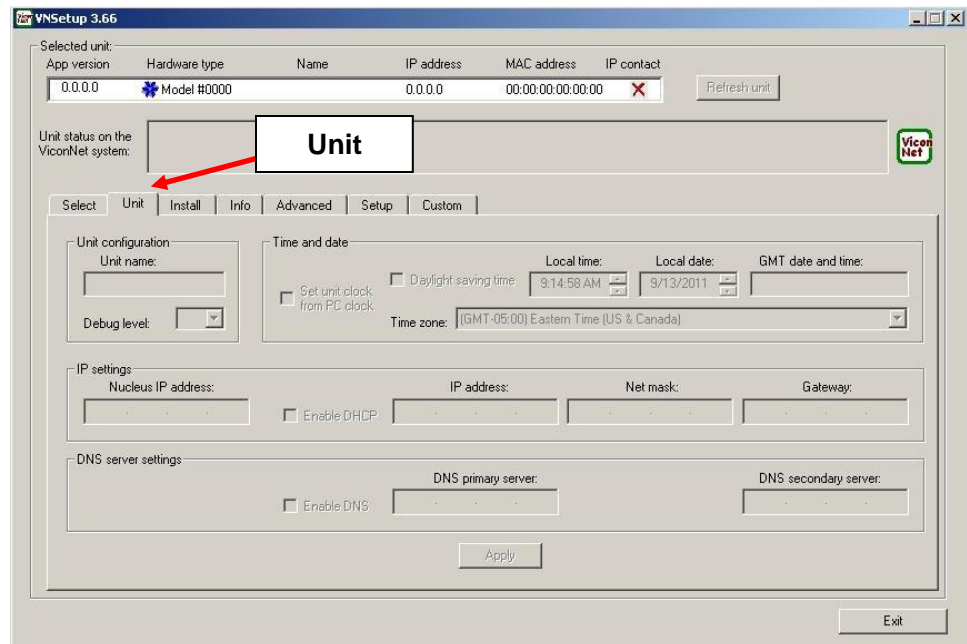 VNSetup 3.66
Selected unit:
App version Hardware type Name IP address MAC address IP contact
0.0.0.0 Model #0000 0.0.0.0 00:00:00:00:00:00 Refresh unit
Unit status on the
ViconNet system:
Unit
Vicon
Net
Select Unit Install Info Advanced Setup Custom
Unit configuration
Unit name:
Debug level:
Time and date
Set unit clock
from PC clock
Daylight saving time
Local time:
9:14:58 AM
Local date:
9/13/2011
GMT date and time:
Time zone: (GMT-05:00) Eastern Time (US & Canada)
IP settings
Nucleus IP address: IP address: Net mask: Gateway:
Enable DHCP
DNS server settings
DNS primary server: DNS secondary server:
Enable DNS
Apply
Exit